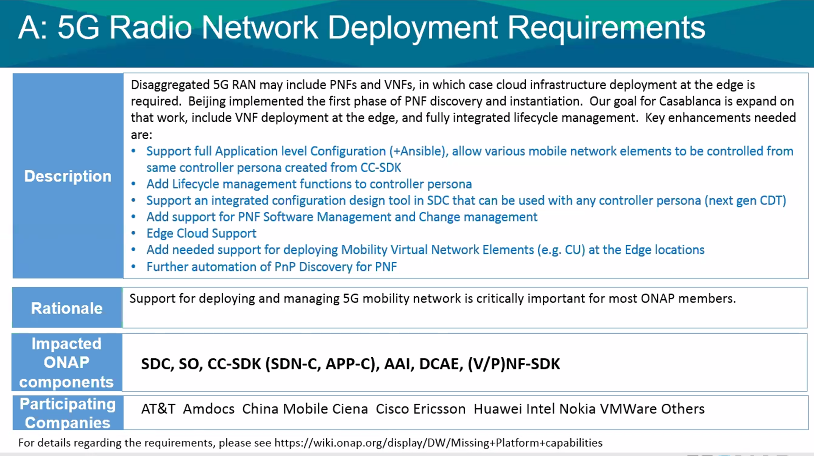 A: 5G Radio Network Deployment Requirements
Description
Disaggregated 5G RAN may include PNFs and VNFs, in which case cloud infrastructure deployment at the edge is
required.  Beijing implemented the first phase of PNF discovery and instantiation.  Our goal for Casablanca is expand on
that work, include VNF deployment at the edge, and fully integrated lifecycle management.  Key enhancements needed
are:
• Support full Application level Configuration (+Ansible), allow various mobile network elements to be controlled from
same controller persona created from CC-SDK
• Add Lifecycle management functions to controller persona
• Support an integrated configuration design tool in SDC that can be used with any controller persona (next gen CDT)
• Add support for PNF Software Management and Change management
• Edge Cloud Support
• Add needed support for deploying Mobility Virtual Network Elements (e.g. CU) at the Edge locations
• Further automation of PnP Discovery for PNF
Rationale
Support for deploying and managing 5G mobility network is critically important for most ONAP members.
Impacted
ONAP
components
SDC, SO, CC-SDK (SDN-C, APP-C), AAI, DCAE, (V/P)NF-SDK
Participating
Companies
AT&T  Amdocs  China Mobile Ciena  Cisco Ericsson  Huawei Intel Nokia VMWare Others
For details regarding the requirements, please see https://wiki.onap.org/display/DW/Missing+Platform+capabilities